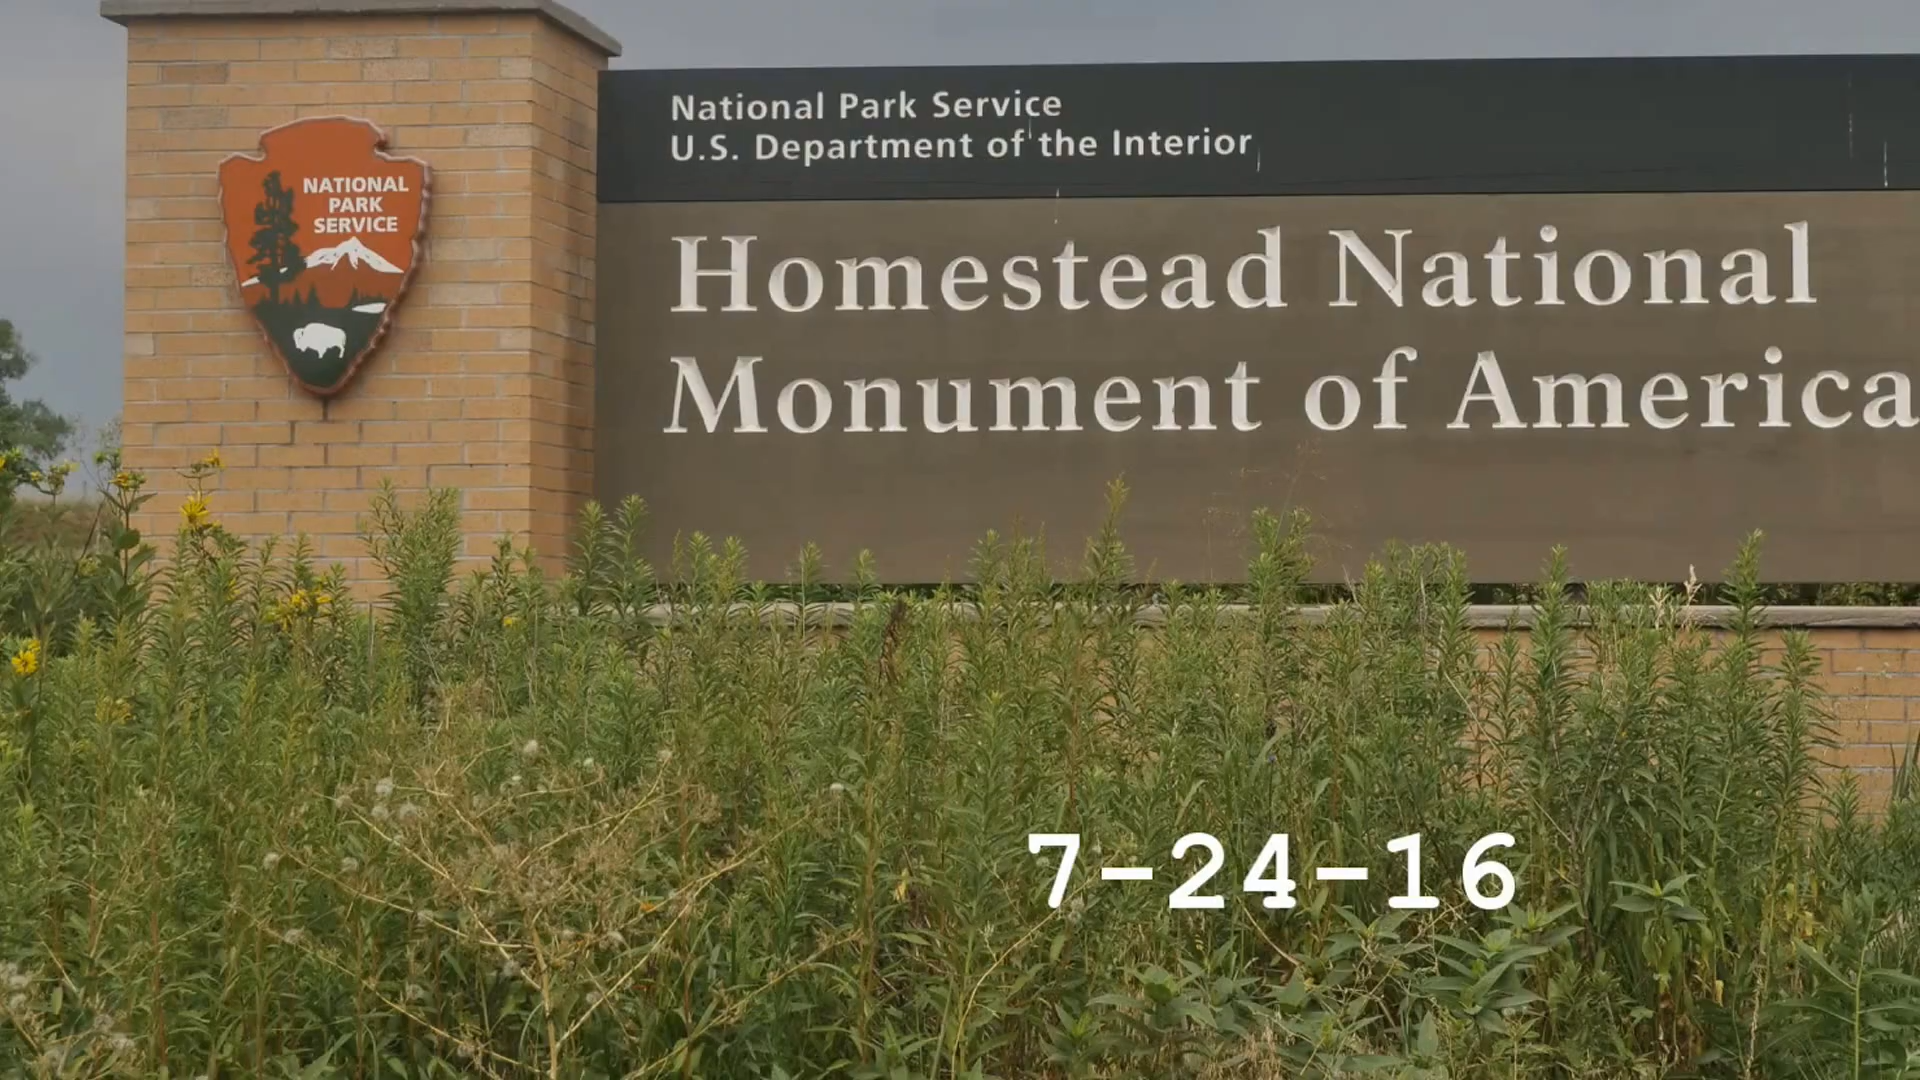 NATIONAL
PARK
SERVICE
National Park Service
U.S. Department of the Interior
Homestead National
Monument of America
7-24-16